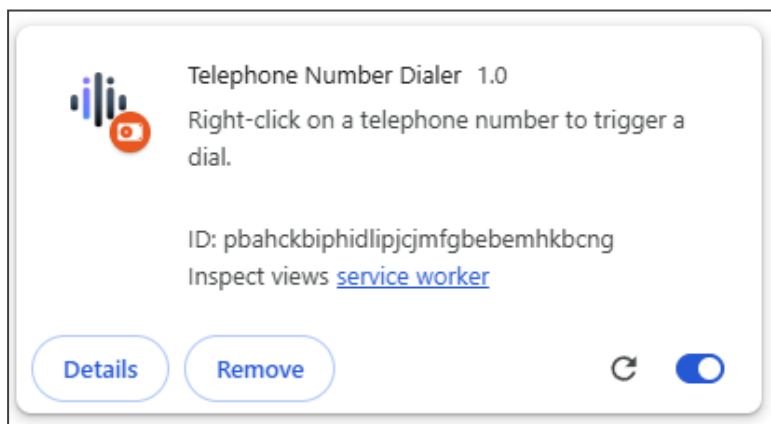 Telephone Number Dialer 1.0
Right-click on a telephone number to trigger a
dial.
ID: pbahckbiphidlipjcjmfgbebemhkbcng
Inspect views service worker
Details Remove